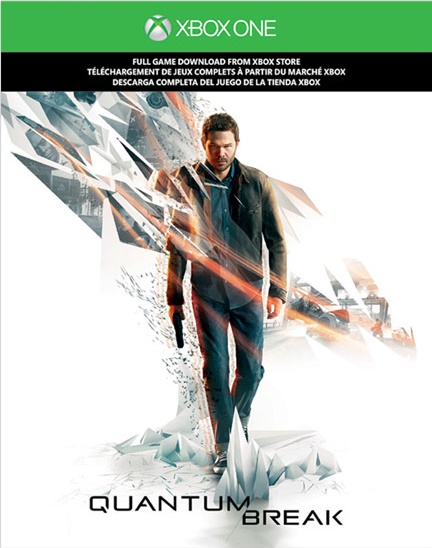 XBOX ONE
FULL GAME DOWNLOAD FROM XBOX STORE
TÉLÉCHARGEMENT DE JEUX COMPLETS À PARTIR DU MARCHÉ XBOX
DESCARGA COMPLETA DEL JUEGO DE LA TIENDA XBOX
QUANTUM
BREAK